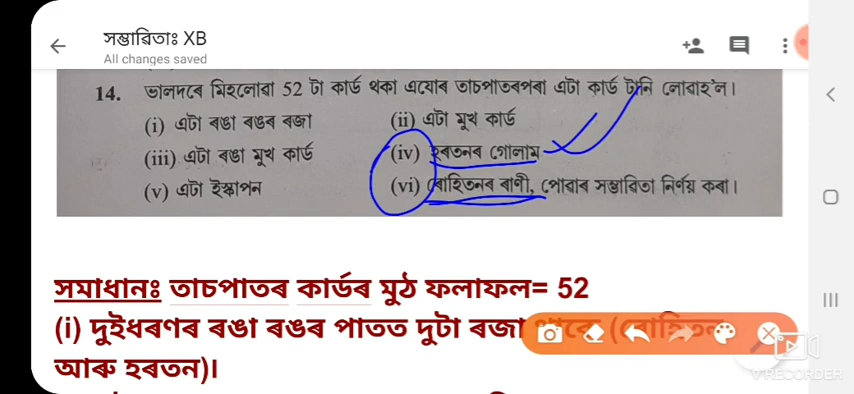 সম্ভাৱিতাঃ XB
All changes saved
14. ভালদৰে মিহলোৱা 52 টা কাৰ্ড থকা এযোৰ তাচপাতৰপৰা এটা কাৰ্ড টানি লোৱাহ'ল।
(i) এটা ৰঙা ৰঙৰ ৰজা (ii) এটা মুখ কাৰ্ড
(iii) এটা ৰঙা মুখ কাৰ্ড (iv) হৰতনৰ গোলাম
(v) এটা ইস্কাপন (vi) ৰোহিতনৰ ৰাণী, পোৱাৰ সম্ভাৱিতা নিৰ্ণয় কৰা।
সমাধানঃ তাচপাতৰ কাৰ্ডৰ মুঠ ফলাফল= 52
(i) দুইধৰণৰ ৰঙা ৰঙৰ পাতত দুটা ৰজা থাকে (ৰোহিতন
আৰু হৰতন)।
V RECORDER